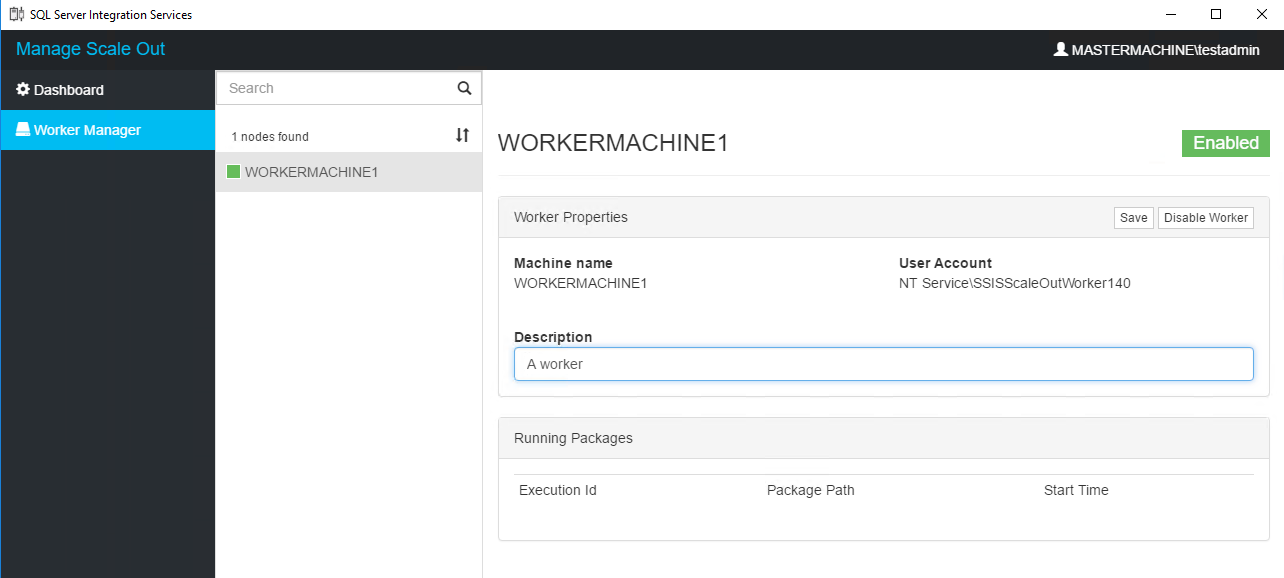 SQL Server Integration Services
Manage Scale Out
MASTERMACHINE\testadmin
Dashboard
Worker Manager
Search
1 nodes found
WORKERMACHINE1
WORKERMACHINE1
Enabled
Worker Properties
Save
Disable Worker
Machine name
User Account
WORKERMACHINE1
NT Service\SSISScaleOutWorker140
Description
A worker
Running Packages
Execution Id
Package Path
Start Time